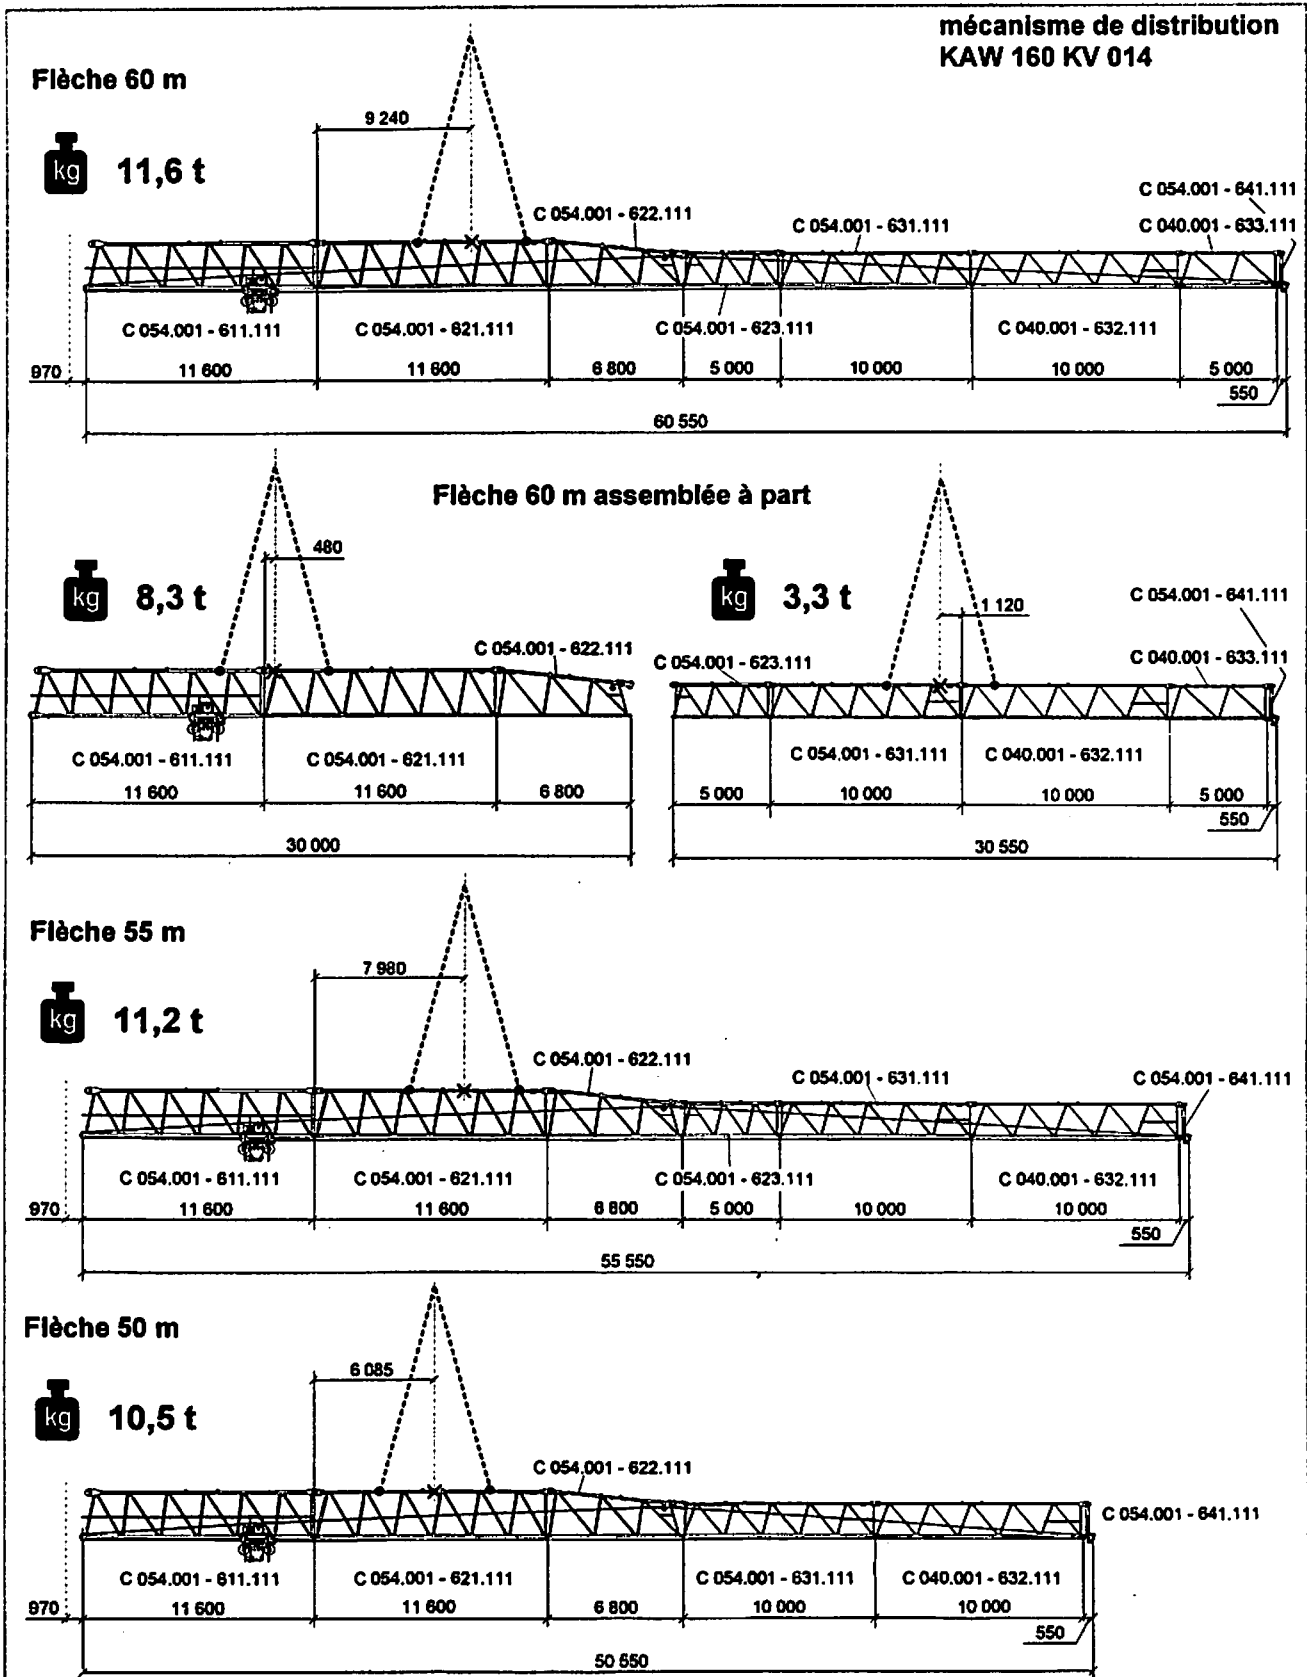 mécanisme de distribution
KAW 160 KV 014
Flèche 60 m
9 240
kg 11,6 t
C 054.001 - 641.111
C 054.001 - 622.111
C 054.001 - 631.111
C 040.001 - 633.111
C 054.001 - 611.111
C 054.001 - 621.111
C 054.001 - 623.111
C 040.001 - 632.111
970
11 600
11 600
6 800
5 000
10 000
10 000
5 000
550
60 550
Flèche 60 m assemblée à part
480
kg 8,3 t
C 054.001 - 622.111
C 054.001 - 611.111
C 054.001 - 621.111
11 600
11 600
6 800
30 000
kg 3,3 t
1 120
C 054.001 - 641.111
C 054.001 - 623.111
C 040.001 - 633.111
C 054.001 - 631.111
C 040.001 - 632.111
5 000
10 000
10 000
5 000
550
30 550
Flèche 55 m
7 980
kg 11,2 t
C 054.001 - 622.111
C 054.001 - 631.111
C 054.001 - 641.111
C 054.001 - 611.111
C 054.001 - 621.111
C 054.001 - 623.111
C 040.001 - 632.111
970
11 600
11 600
6 800
5 000
10 000
10 000
550
55 550
Flèche 50 m
6 085
kg 10,5 t
C 054.001 - 622.111
C 054.001 - 641.111
C 054.001 - 611.111
C 054.001 - 621.111
C 054.001 - 631.111
C 040.001 - 632.111
970
11 600
11 600
6 800
10 000
10 000
550
50 550